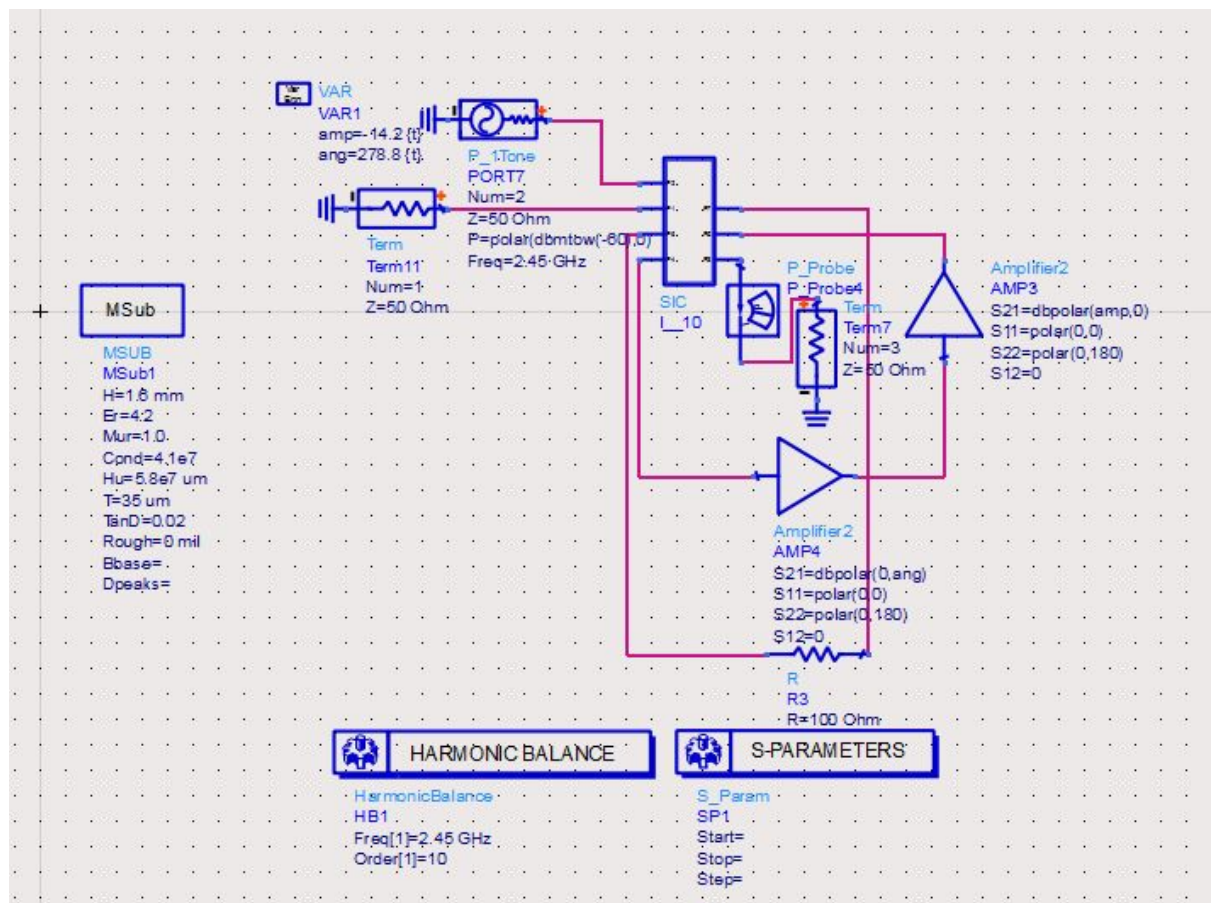 Var
Eqn
VAR
VAR1
amp=-14.2 {t}
ang=278.8 {t}
P_1Tone
PORT7
Num=2
Z=50 Ohm
P=polar(dbmtow(-60),0)
Freq=2.45 GHz
Term
Term11
Num=1
Z=50 Ohm
SIC
I__10
P_Probe
P_Probe4
Term
Term7
Num=3
Z=50 Ohm
Amplifier2
AMP3
S21=dbpolar(amp,0)
S11=polar(0,0)
S22=polar(0,180)
S12=0
MSub
MSUB
MSub1
H=1.6 mm
Er=4.2
Mur=1.0
Cond=4.1e7
Hu=5.8e7 um
T=35 um
TanD=0.02
Rough=0 mil
Bbase=
Dpeaks=
Amplifier2
AMP4
S21=dbpolar(0,ang)
S11=polar(0,0)
S22=polar(0,180)
S12=0
R
R3
R=100 Ohm
HARMONIC BALANCE
HarmonicBalance
HB1
Freq[1]=2.45 GHz
Order[1]=10
S-PARAMETERS
S_Param
SP1
Start=
Stop=
Step=